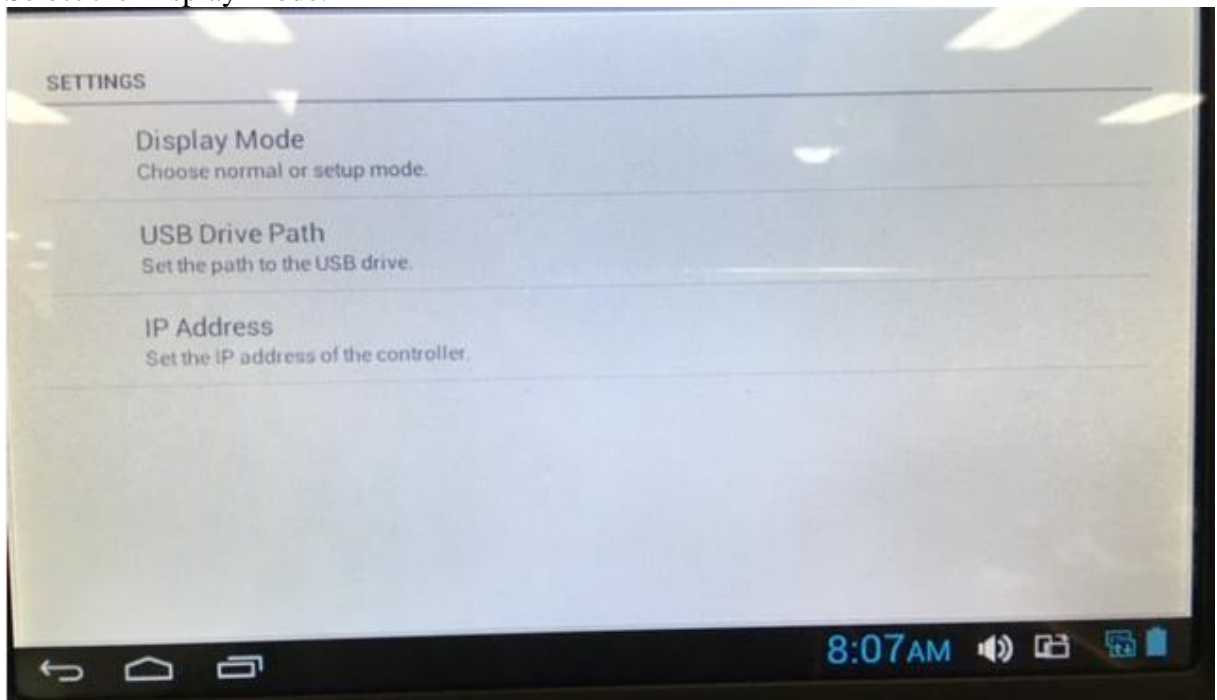 SETTINGS
Display Mode
Choose normal or setup mode.
USB Drive Path
Set the path to the USB drive.
IP Address
Set the IP address of the controller.
8:07AM